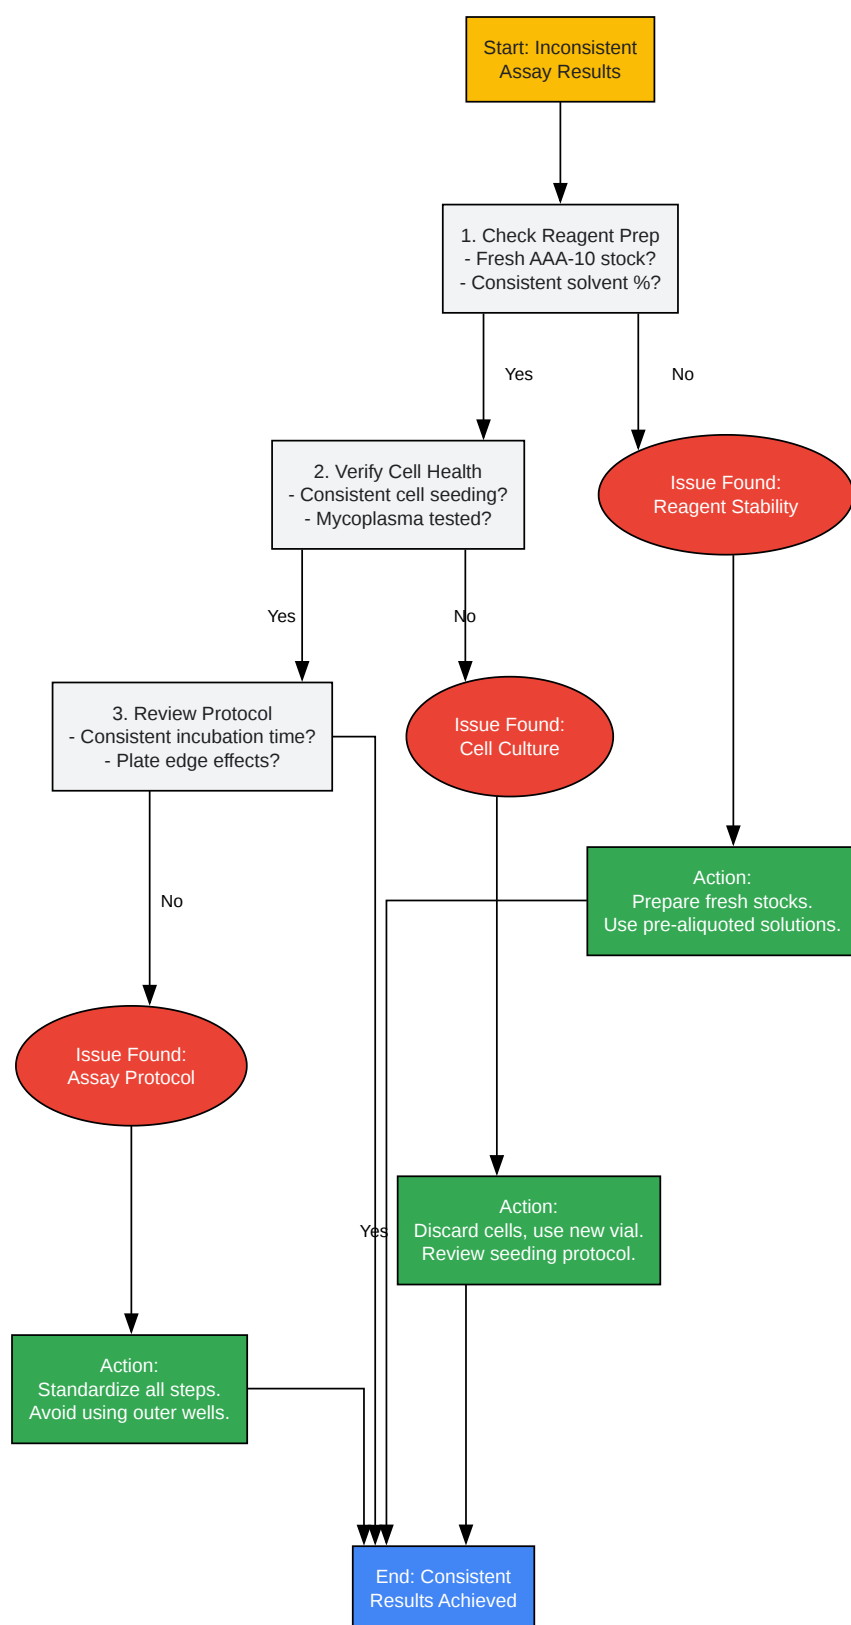 Start: Inconsistent
Assay Results
1. Check Reagent Prep
- Fresh AAA-10 stock?
- Consistent solvent %?
Yes
No
2. Verify Cell Health
- Consistent cell seeding?
- Mycoplasma tested?
Issue Found:
Reagent Stability
Yes
No
3. Review Protocol
- Consistent incubation time?
- Plate edge effects?
Issue Found:
Cell Culture
Action:
Prepare fresh stocks.
Use pre-aliquoted solutions.
No
Issue Found:
Assay Protocol
Yes
Action:
Discard cells, use new vial.
Review seeding protocol.
Action:
Standardize all steps.
Avoid using outer wells.
End: Consistent
Results Achieved